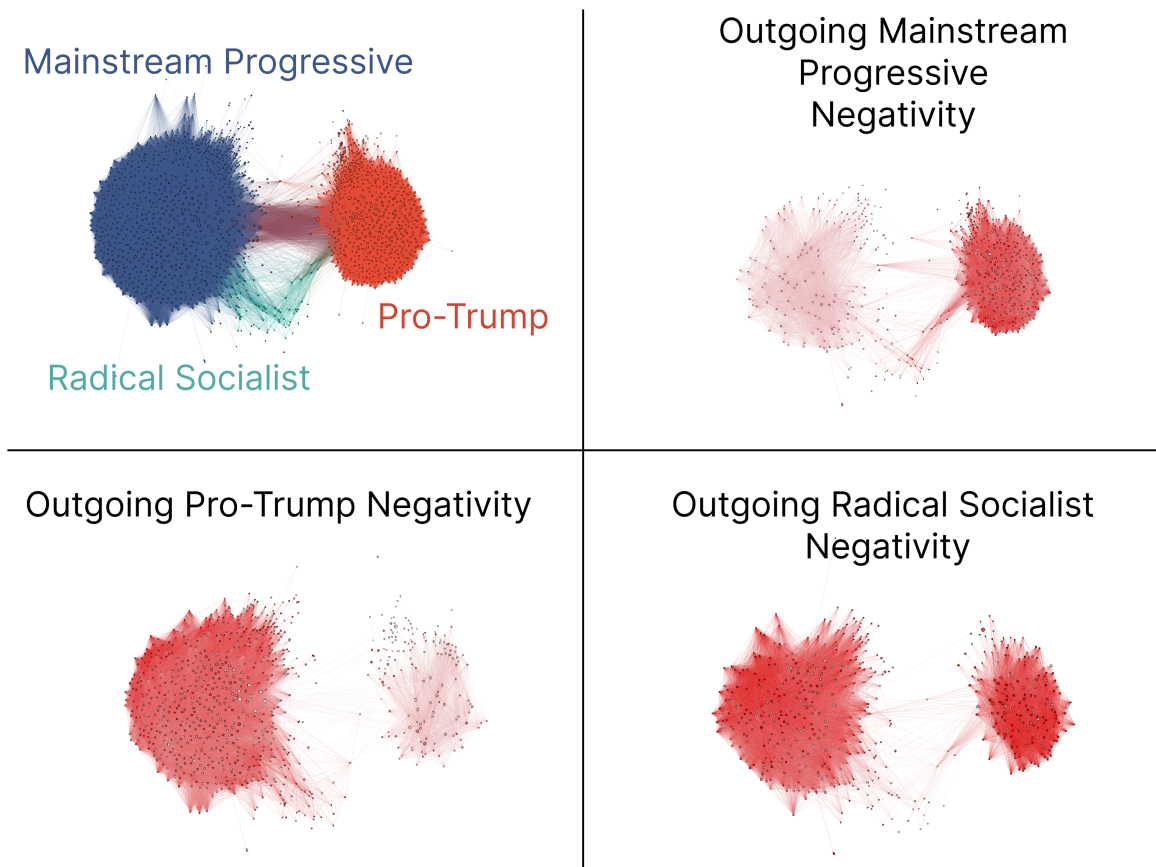 Mainstream Progressive
Pro-Trump
Radical Socialist
Outgoing Mainstream
Progressive
Negativity
Outgoing Pro-Trump Negativity
Outgoing Radical Socialist
Negativity